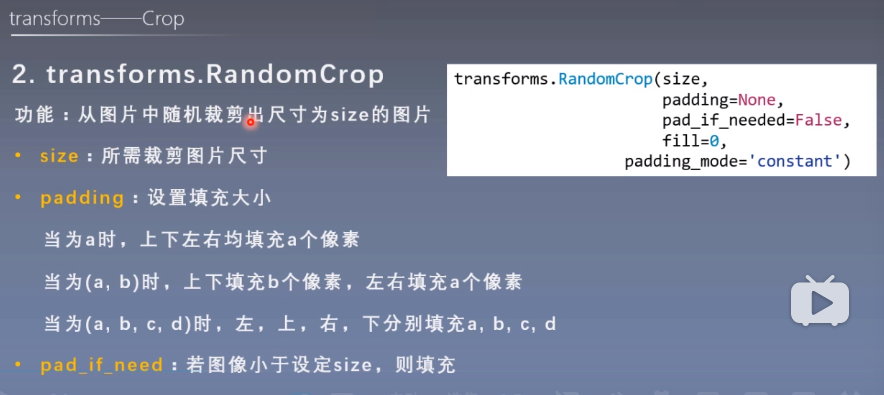 transforms——Crop
2. transforms.RandomCrop
功能：从图片中随机裁剪出尺寸为size的图片
• size：所需裁剪图片尺寸
• padding：设置填充大小
当为a时，上下左右均填充a个像素
当为(a, b)时，上下填充b个像素，左右填充a个像素
当为(a, b, c, d)时，左，上，右，下分别填充a, b, c, d
• pad_if_need：若图像小于设定size，则填充
transforms.RandomCrop(size,
padding=None,
pad_if_needed=False,
fill=0,
padding_mode='constant')